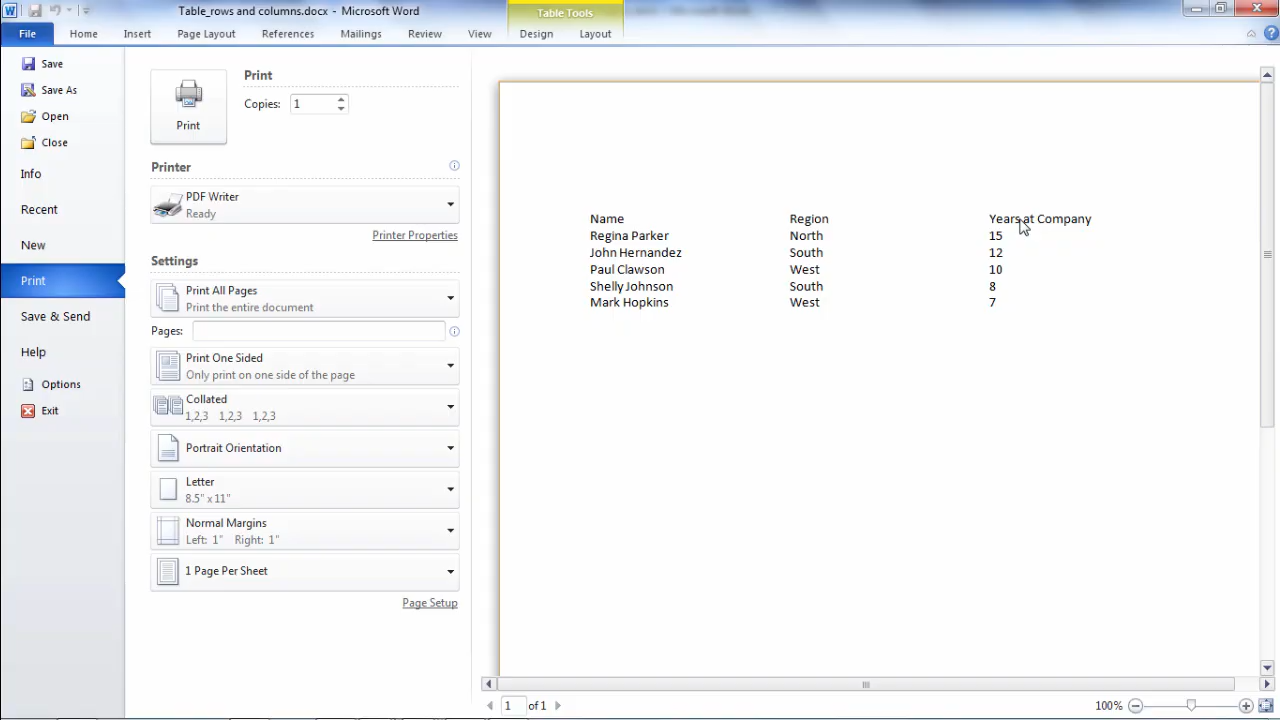 Table_rows and columns.docx - Microsoft Word
Table Tools
File Home Insert Page Layout References Mailings Review View Design Layout
Save
Save As
Open
Close
Info
Recent
New
Print
Save & Send
Help
Options
Exit
Print
Print
Copies: 1
Printer
PDF Writer
Ready
Printer Properties
Settings
Print All Pages
Print the entire document
Pages:
Print One Sided
Only print on one side of the page
Collated
1,2,3 1,2,3 1,2,3
Portrait Orientation
Letter
8.5" x 11"
Normal Margins
Left: 1" Right: 1"
1 Page Per Sheet
Page Setup
Name Region Years at Company
Regina Parker North 15
John Hernandez South 12
Paul Clawson West 10
Shelly Johnson South 8
Mark Hopkins West 7
1 of 1
100%